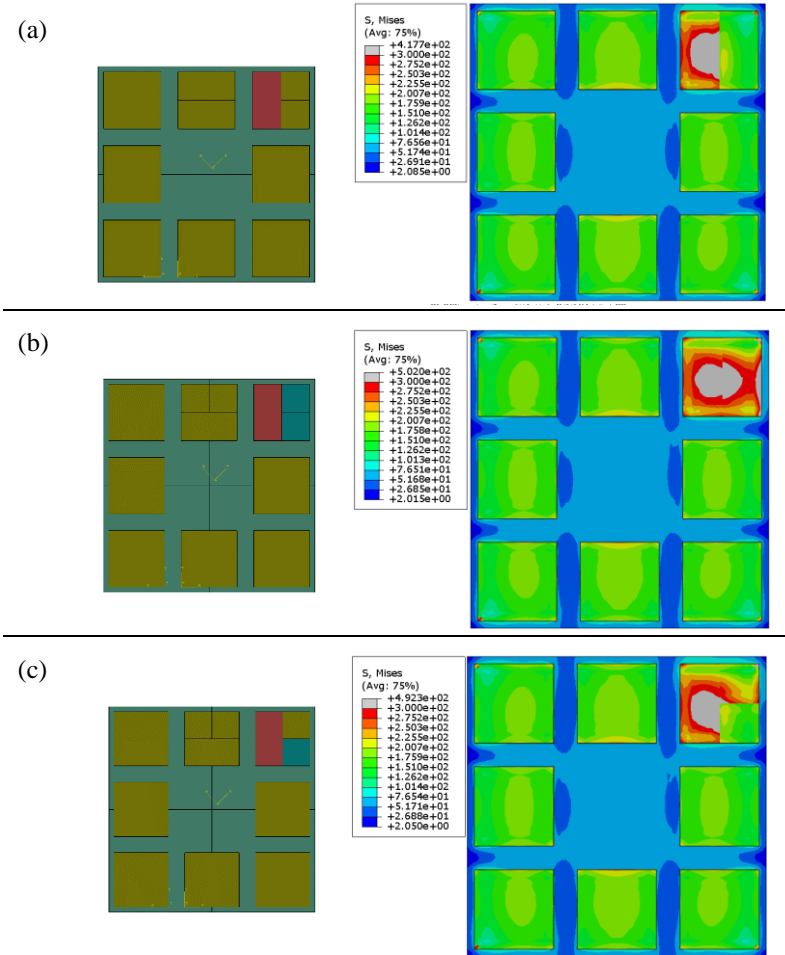 (a)
S, Mises
(Avg: 75%)
+4.177e+02
+3.000e+02
+2.752e+02
+2.503e+02
+2.255e+02
+2.007e+02
+1.759e+02
+1.510e+02
+1.262e+02
+1.014e+02
+7.656e+01
+5.174e+01
+2.691e+01
+2.085e+00
(b)
S, Mises
(Avg: 75%)
+5.020e+02
+3.000e+02
+2.752e+02
+2.503e+02
+2.255e+02
+2.007e+02
+1.758e+02
+1.510e+02
+1.262e+02
+1.013e+02
+7.651e+01
+5.168e+01
+2.685e+01
+2.015e+00
(c)
S, Mises
(Avg: 75%)
+4.923e+02
+3.000e+02
+2.752e+02
+2.503e+02
+2.255e+02
+2.007e+02
+1.759e+02
+1.510e+02
+1.262e+02
+1.014e+02
+7.654e+01
+5.171e+01
+2.688e+01
+2.050e+00